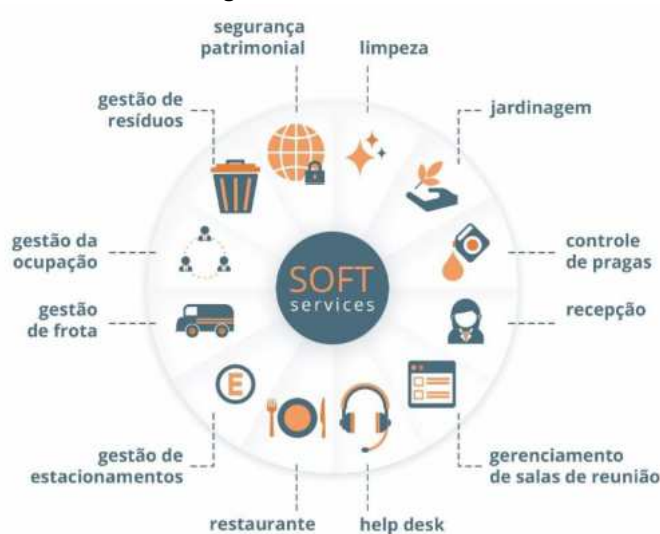 segurança
patrimonial
limpeza
gestão de
resíduos
jardinagem
gestão da
ocupação
controle
de pragas
SOFT
services
gestão
de frota
recepção
E
gestão de
estacionamentos
gerenciamento
de salas de reunião
restaurante
help desk